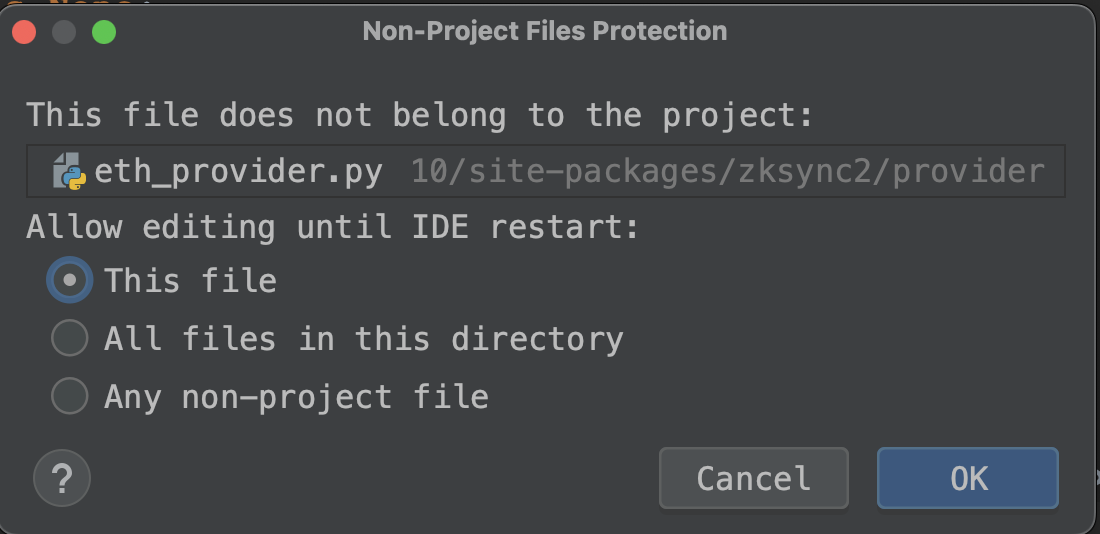 Non-Project Files Protection
This file does not belong to the project:
eth_provider.py 10/site-packages/zksync2/provider
Allow editing until IDE restart:
This file
All files in this directory
Any non-project file
? Cancel OK